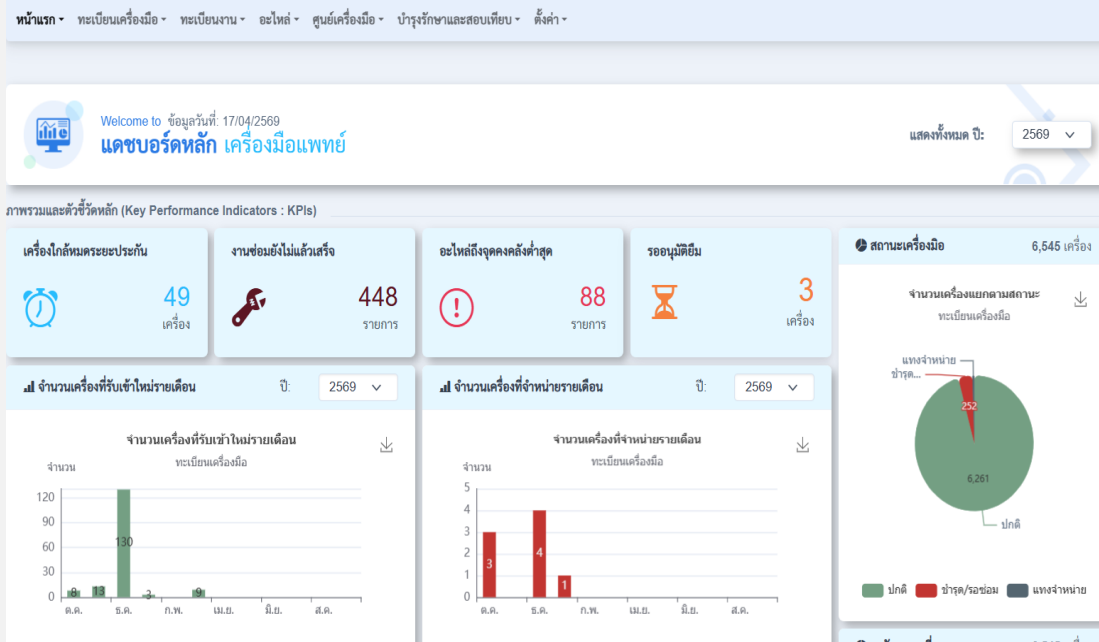 หน้าแรก ทะเบียนเครื่องมือ ทะเบียนงาน อะไหล่ ศูนย์เครื่องมือ บำรุงรักษาและสอบเทียบ ตั้งค่า
Welcome to ข้อมูลวันที่: 17/04/2569
แดชบอร์ดหลัก เครื่องมือแพทย์
แสดงทั้งหมด ปี: 2569
ภาพรวมและตัวชี้วัดหลัก (Key Performance Indicators : KPIs)
เครื่องใกล้หมดระยะประกัน
49
เครื่อง
งานซ่อมยังไม่แล้วเสร็จ
448
รายการ
อะไหล่ถึงจุดคงคลังต่ำสุด
88
รายการ
รออนุมัติยืม
3
เครื่อง
สถานะเครื่องมือ 6,545 เครื่อง
จำนวนเครื่องแยกตามสถานะ
ทะเบียนเครื่องมือ
แทงจำหน่าย
ชำรุด...
252
6,261
ปกติ
ปกติ ชำรุด/รอซ่อม แทงจำหน่าย
จำนวนเครื่องที่รับเข้าใหม่รายเดือน ปี: 2569
จำนวนเครื่องที่รับเข้าใหม่รายเดือน
ทะเบียนเครื่องมือ
จำนวน
120
90
60
30
0
8 13 130 3 9
ต.ค. ธ.ค. ก.พ. เม.ย. มิ.ย. ส.ค.
จำนวนเครื่องที่จำหน่ายรายเดือน ปี: 2569
จำนวนเครื่องที่จำหน่ายรายเดือน
ทะเบียนเครื่องมือ
จำนวน
5
4
3
2
1
0
3 4 1
ต.ค. ธ.ค. ก.พ. เม.ย. มิ.ย. ส.ค.